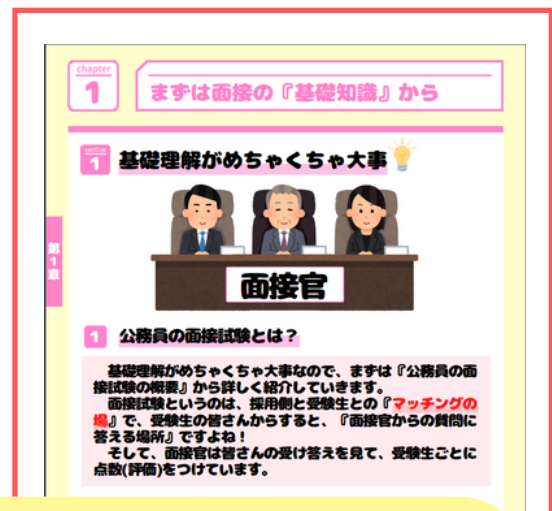 chapter
1
まずは面接の『基礎知識』から
section
1
基礎理解がめちゃくちゃ大事
第1章
面接官
1
公務員の面接試験とは？
基礎理解がめちゃくちゃ大事なので、まずは『公務員の面
接試験の概要』から詳しく紹介していきます。
面接試験というのは、採用側と受験生との『マッチングの
場』で、受験生の皆さんからすると、『面接官からの質問に
答える場所』ですよね！
そして、面接官は皆さんの受け答えを見て、受験生ごとに
点数(評価)をつけています。